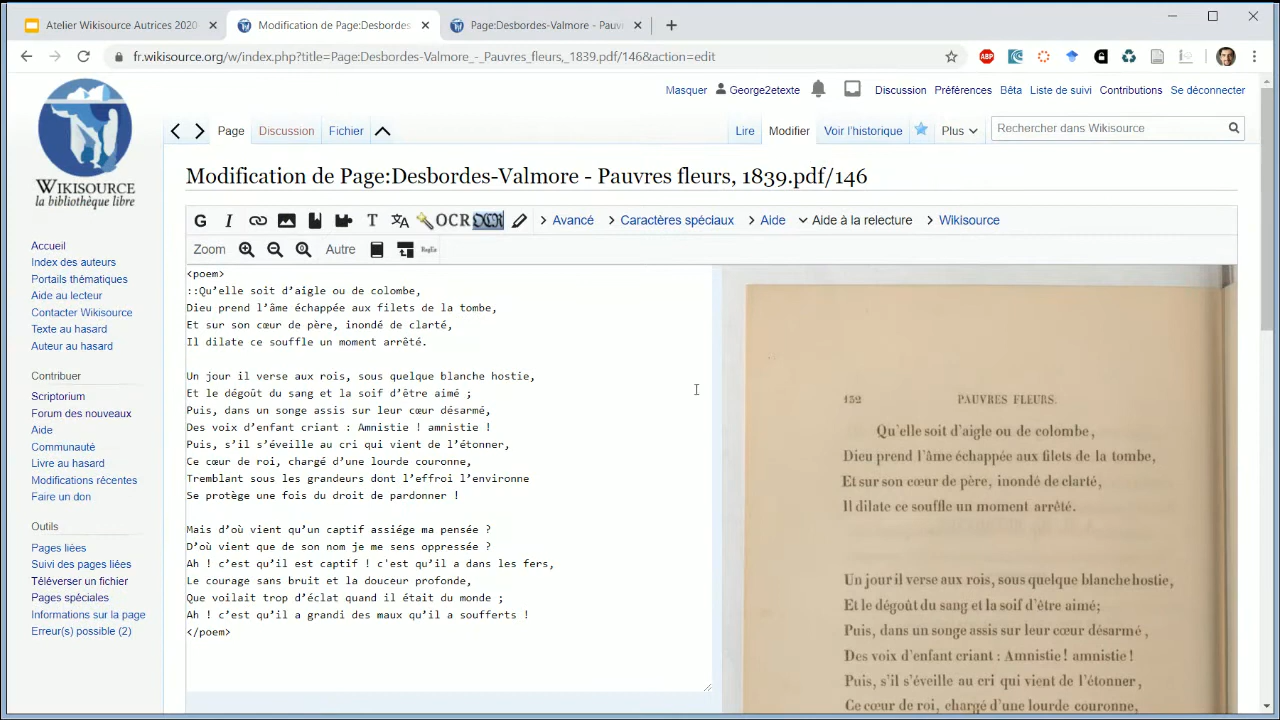 Atelier Wikisource Autrices 2020
Modification de Page:Desbordes
Page:Desbordes-Valmore - Pauvr
fr.wikisource.org/w/index.php?title=Page:Desbordes-Valmore_-_Pauvres_fleurs,_1839.pdf/146&action=edit
ABP
Masquer George2etexte Discussion Préférences Bêta Liste de suivi Contributions Se déconnecter
Page Discussion Fichier Lire Modifier Voir l’historique Plus Rechercher dans Wikisource
WIKISOURCE
la bibliothèque libre
Modification de Page:Desbordes-Valmore - Pauvres fleurs, 1839.pdf/146
G I T OCR OCR Avancé Caractères spéciaux Aide Aide à la relecture Wikisource
Zoom Autre RegEx
Accueil
Index des auteurs
Portails thématiques
Aide au lecteur
Contacter Wikisource
Texte au hasard
Auteur au hasard
Contribuer
Scriptorium
Forum des nouveaux
Aide
Communauté
Livre au hasard
Modifications récentes
Faire un don
Outils
Pages liées
Suivi des pages liées
Téléverser un fichier
Pages spéciales
Informations sur la page
Erreur(s) possible (2)
<poem>
::Qu’elle soit d’aigle ou de colombe,
Dieu prend l’âme échappée aux filets de la tombe,
Et sur son cœur de père, inondé de clarté,
Il dilate ce souffle un moment arrêté.
Un jour il verse aux rois, sous quelque blanche hostie,
Et le dégoût du sang et la soif d’être aimé ;
Puis, dans un songe assis sur leur cœur désarmé,
Des voix d’enfant criant : Amnistie ! amnistie !
Puis, s’il s’éveille au cri qui vient de l’étonner,
Ce cœur de roi, chargé d’une lourde couronne,
Tremblant sous les grandeurs dont l’effroi l’environne
Se protège une fois du droit de pardonner !
Mais d’où vient qu’un captif assiége ma pensée ?
D’où vient que de son nom je me sens oppressée ?
Ah ! c’est qu’il est captif ! c'est qu’il a dans les fers,
Le courage sans bruit et la douceur profonde,
Que voilait trop d’éclat quand il était du monde ;
Ah ! c’est qu’il a grandi des maux qu’il a soufferts !
</poem>
152 PAUVRES FLEURS.
Qu’elle soit d’aigle ou de colombe,
Dieu prend l’âme échappée aux filets de la tombe,
Et sur son cœur de père, inondé de clarté,
Il dilate ce souffle un moment arrêté.
Un jour il verse aux rois, sous quelque blanche hostie,
Et le dégoût du sang et la soif d’être aimé;
Puis, dans un songe assis sur leur cœur désarmé,
Des voix d’enfant criant : Amnistie ! amnistie !
Puis, s’il s’éveille au cri qui vient de l’étonner,
Ce cœur de roi, chargé d’une lourde couronne,